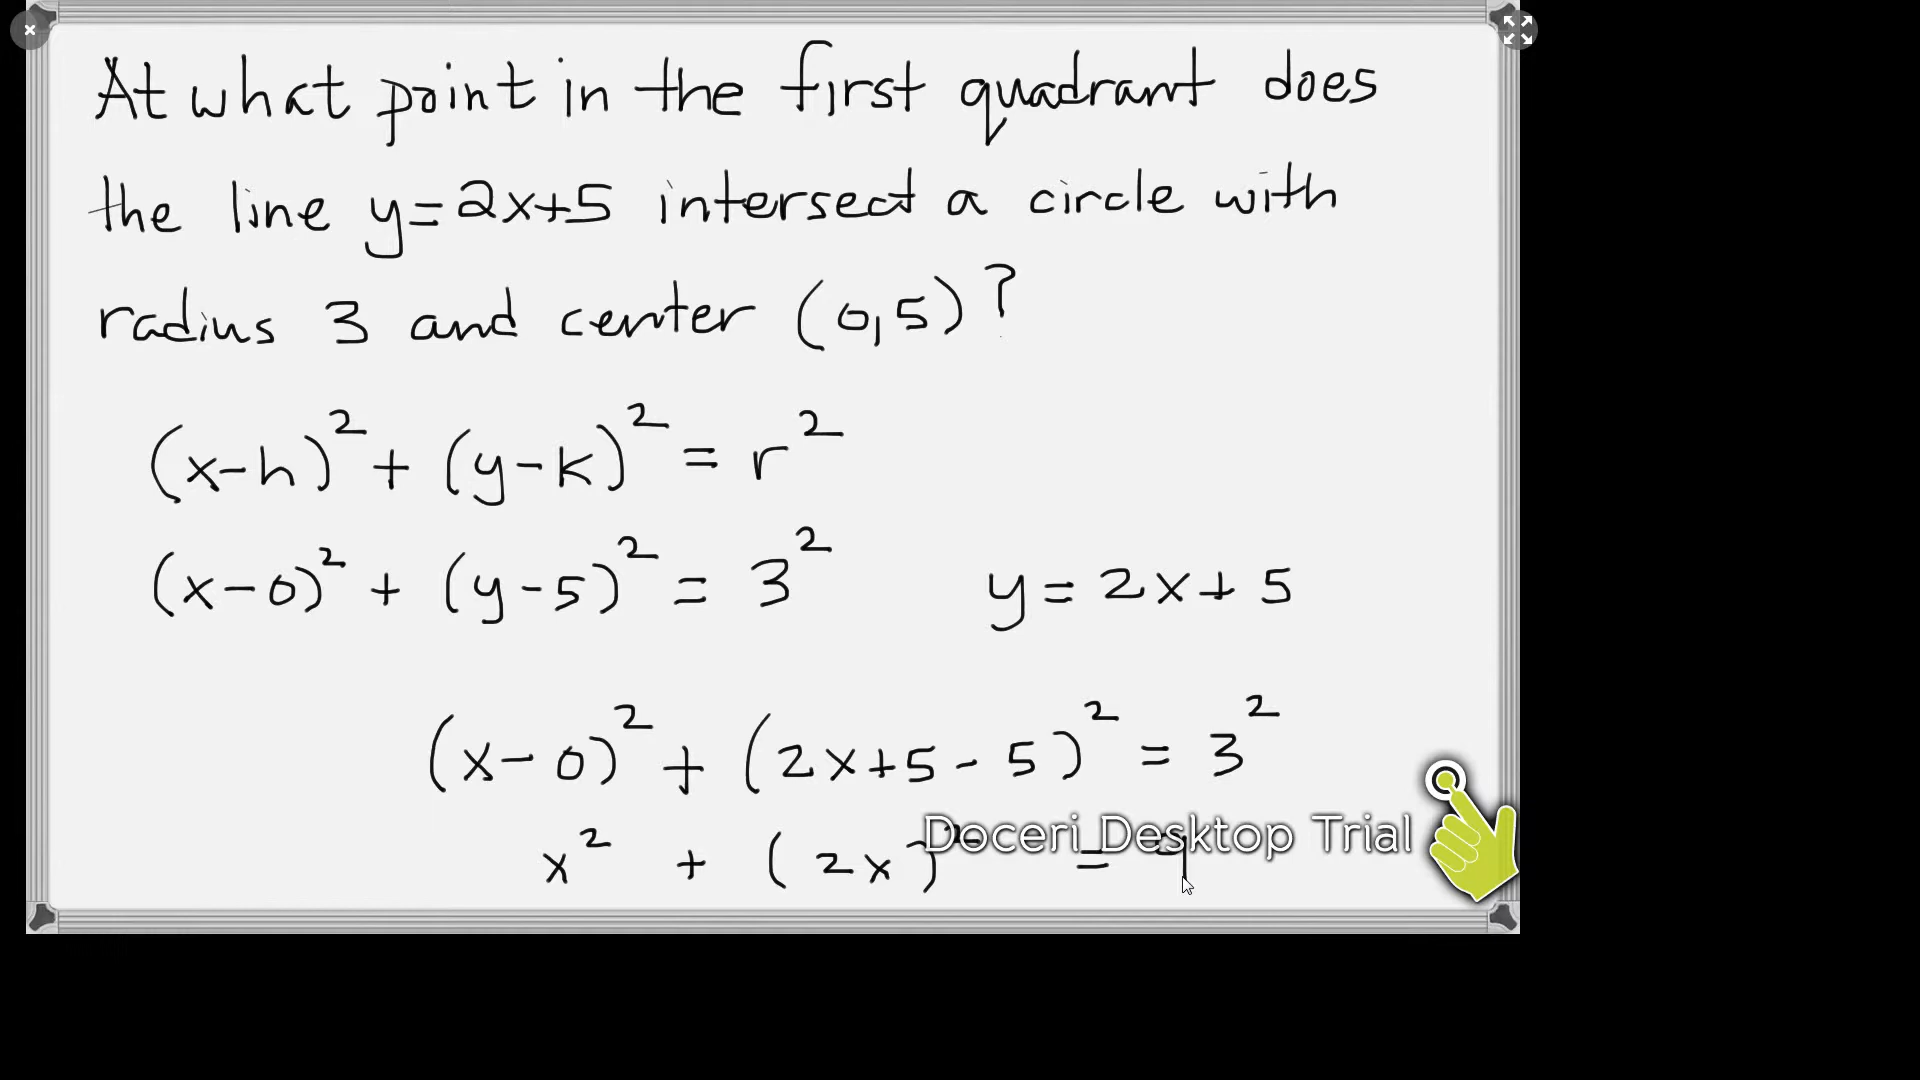 At what point in the first quadrant does
the line y=2x+5 intersect a circle with
radius 3 and center (0,5)?
(x-h)² + (y-k)² = r²
(x-0)² + (y-5)² = 3² y = 2x + 5
(x-0)² + (2x+5-5)² = 3²
Doceri Desktop Trial
x² + (2x)² = 9